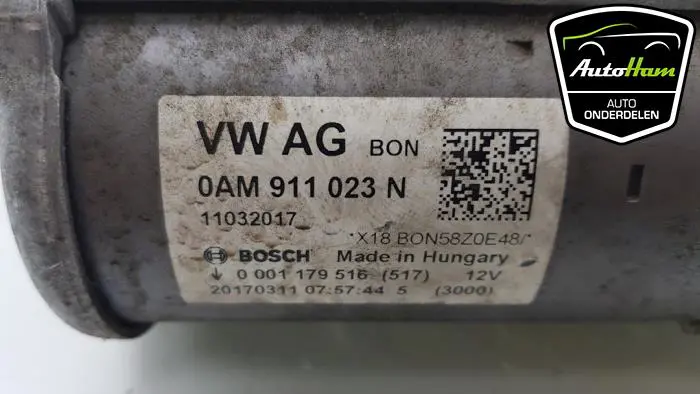 VW AG BON
0AM 911 023 N
11032017
*X18 BON58Z0E48/*
BOSCH Made in Hungary
0 001 179 516 (517) 12V
20170311 07:57:44 5 (3000)
AutoHam
AUTO
ONDERDELEN